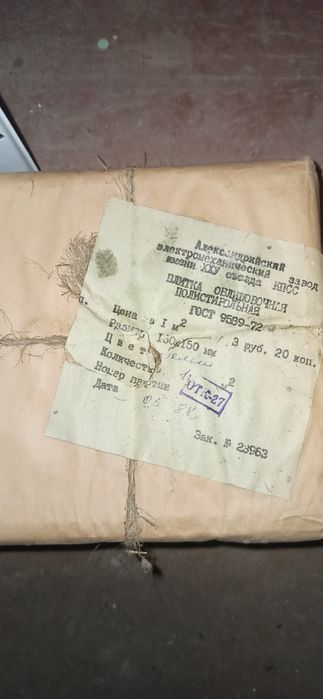 Александрийский
электромеханический завод
имени ХХУ съезда КПСС
ПЛИТКА ОБЛИЦОВОЧНАЯ
ПОЛИСТИРОЛЬНАЯ
ГОСТ 9589-72
Цена за 1 м2 3 руб. 20 коп.
Размер 150х150 мм
Цвет
Количество м2
Номер партии ОТК-27
Дата 05 88
Зак. № 23963